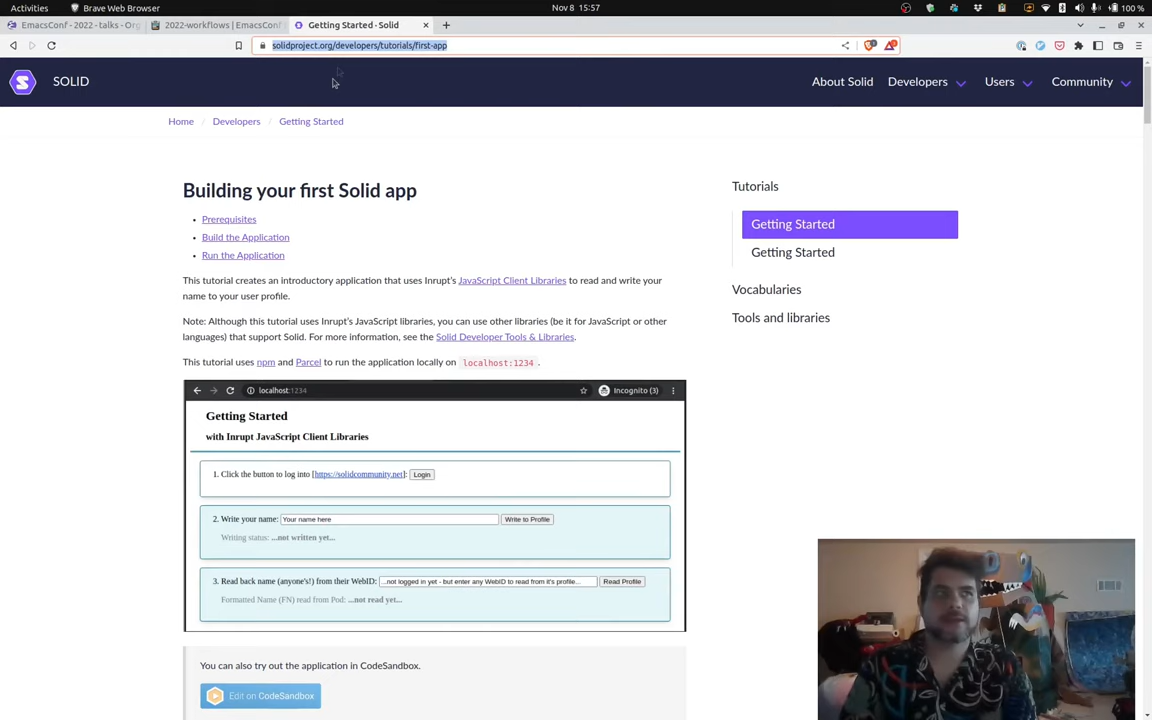 Activities
Brave Web Browser
Nov 8 15:57
100 %
EmacsConf - 2022 - talks - Org
2022-workflows | EmacsConf
Getting Started - Solid
solidproject.org/developers/tutorials/first-app
SOLID
About Solid
Developers
Users
Community
Home / Developers / Getting Started
Building your first Solid app
Prerequisites
Build the Application
Run the Application
This tutorial creates an introductory application that uses Inrupt's JavaScript Client Libraries to read and write your
name to your user profile.
Note: Although this tutorial uses Inrupt's JavaScript libraries, you can use other libraries (be it for JavaScript or other
languages) that support Solid. For more information, see the Solid Developer Tools & Libraries.
This tutorial uses npm and Parcel to run the application locally on localhost:1234 .
localhost:1234
Incognito (3)
Getting Started
with Inrupt JavaScript Client Libraries
1. Click the button to log into [https://solidcommunity.net]: Login
2. Write your name: Your name here Write to Profile
Writing status: ...not written yet...
3. Read back name (anyone's!) from their WebID: ...not logged in yet - but enter any WebID to read from it's profile... Read Profile
Formatted Name (FN) read from Pod: ...not read yet...
You can also try out the application in CodeSandbox.
Edit on CodeSandbox
Tutorials
Getting Started
Getting Started
Vocabularies
Tools and libraries